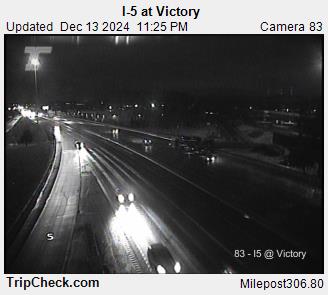 I-5 at Victory
Updated Dec 13 2024 11:25 PM Camera 83
S
83 - I5 @ Victory
TripCheck.com Milepost306.80